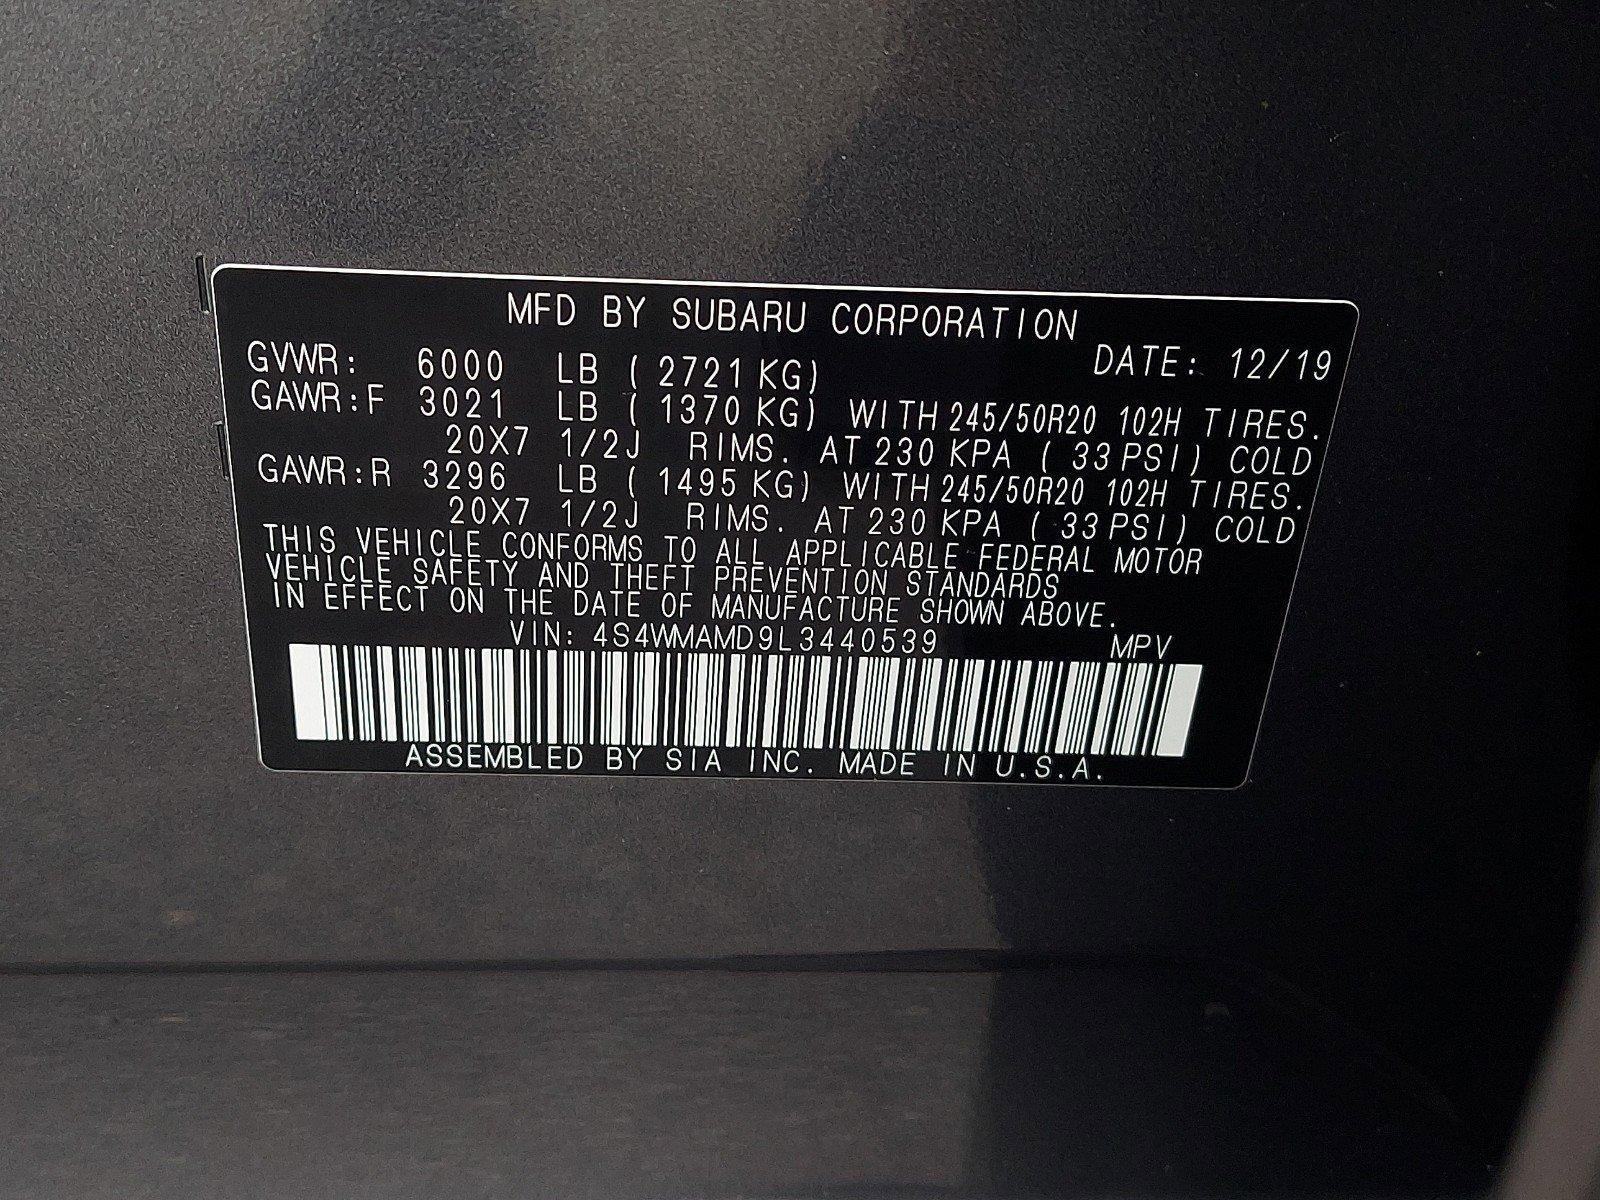 MFD BY SUBARU CORPORATION
GVWR: 6000 LB ( 2721 KG) DATE: 12/19
GAWR:F 3021 LB ( 1370 KG) WITH 245/50R20 102H TIRES.
20X7 1/2J RIMS. AT 230 KPA ( 33 PSI) COLD
GAWR:R 3296 LB ( 1495 KG) WITH 245/50R20 102H TIRES.
20X7 1/2J RIMS. AT 230 KPA ( 33 PSI) COLD
THIS VEHICLE CONFORMS TO ALL APPLICABLE FEDERAL MOTOR
VEHICLE SAFETY AND THEFT PREVENTION STANDARDS
IN EFFECT ON THE DATE OF MANUFACTURE SHOWN ABOVE.
VIN: 4S4WMAMD9L3440539 MPV
ASSEMBLED BY SIA INC. MADE IN U.S.A.